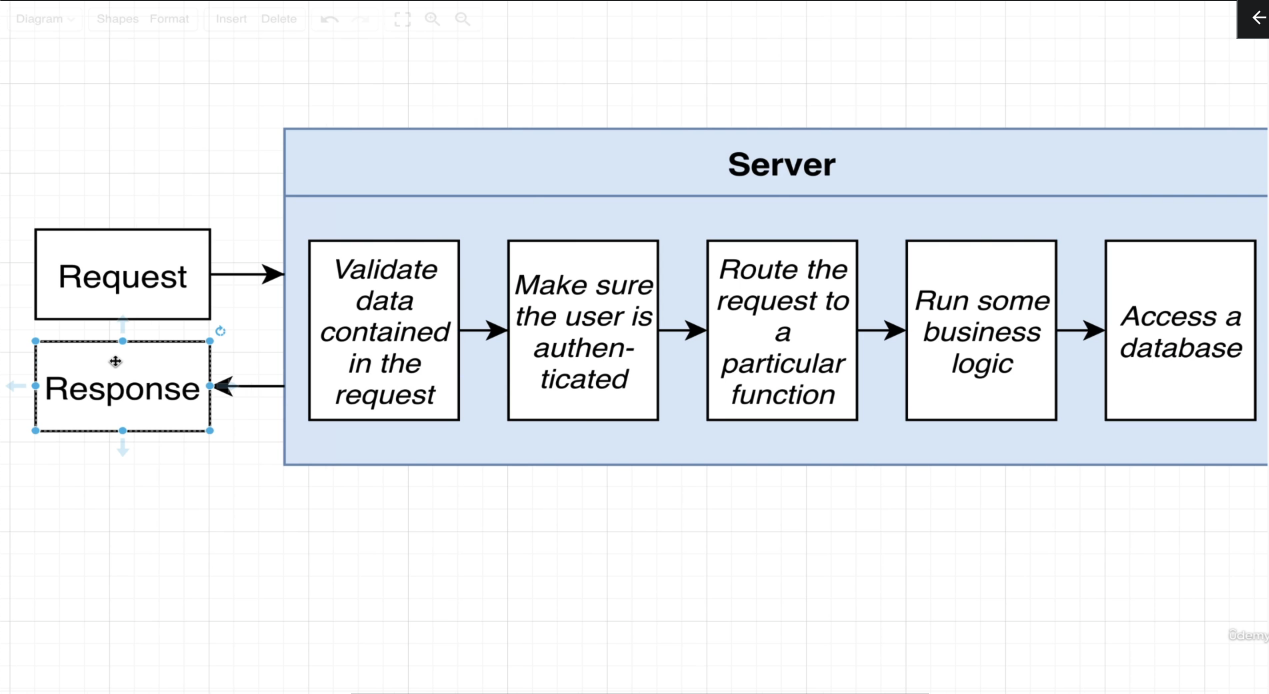 Diagram
Shapes
Format
Insert
Delete
Server
Request
Response
Validate
data
contained
in the
request
Make sure
the user is
authen-
ticated
Route the
request to
a
particular
function
Run some
business
logic
Access a
database
ûdemy